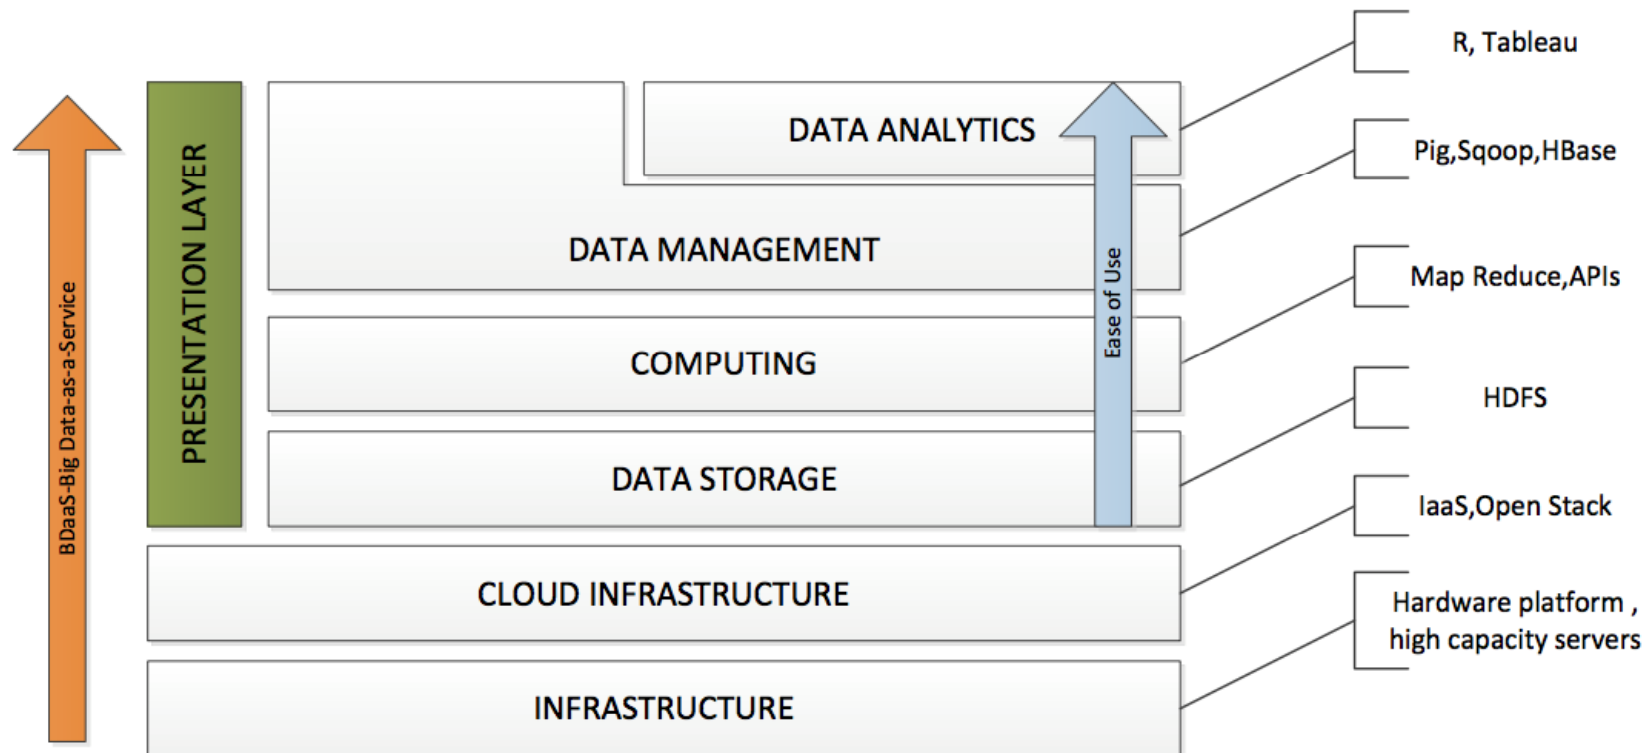 R, Tableau
DATA ANALYTICS
Pig,Sqoop,HBase
PRESENTATION LAYER
DATA MANAGEMENT
Ease of Use
Map Reduce,APIs
BDaaS-Big Data-as-a-Service
COMPUTING
HDFS
DATA STORAGE
IaaS,Open Stack
CLOUD INFRASTRUCTURE
Hardware platform ,
high capacity servers
INFRASTRUCTURE